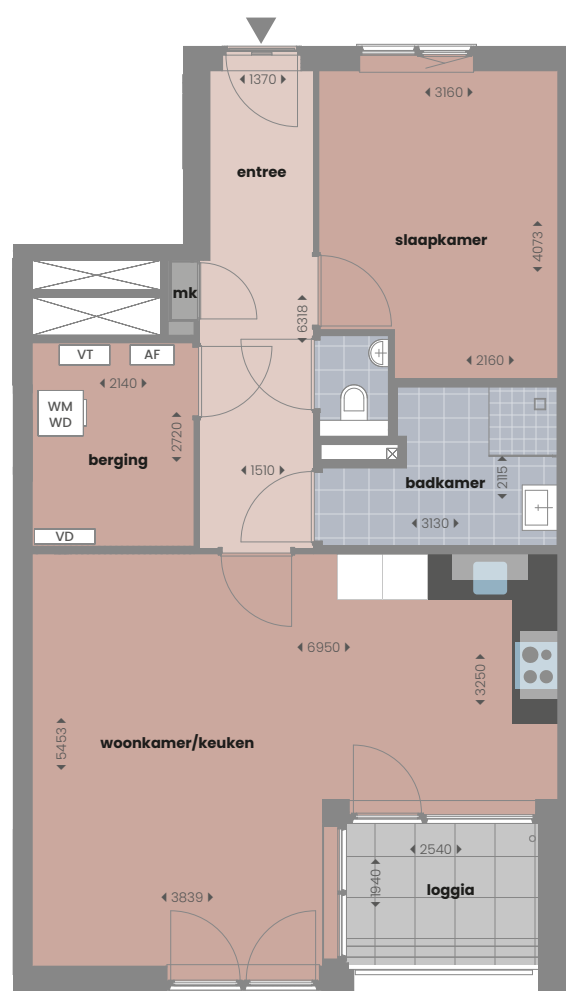 1370
3160
entree
slaapkamer
4073
mk
6318
VT
AF
2140
2160
WM
WD
2720
berging
1510
badkamer
2115
3130
VD
6950
3250
5453
woonkamer/keuken
2540
1940
loggia
3839